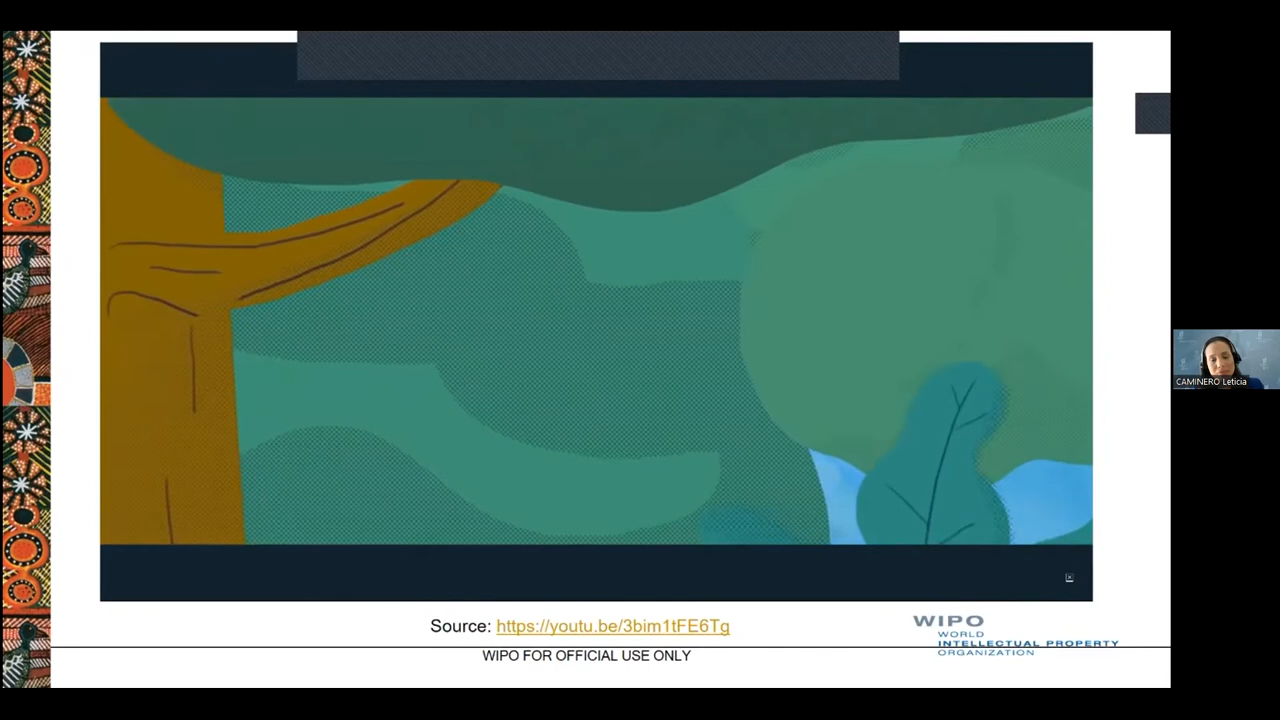 CAMINERO Leticia
Source: https://youtu.be/3bim1tFE6Tg
WIPO
WORLD
INTELLECTUAL PROPERTY
ORGANIZATION
WIPO FOR OFFICIAL USE ONLY